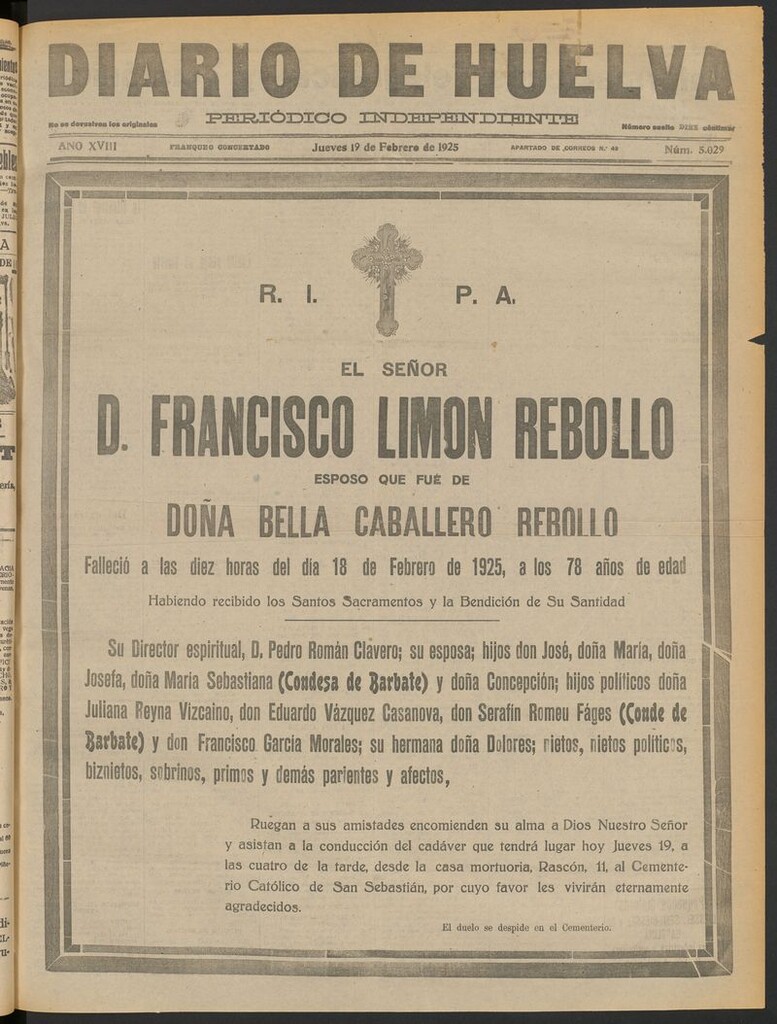 DIARIO DE HUELVA
No se devuelven los originales
PERIÓDICO INDEPENDIENTE
Número suelto DIEZ céntimos
AÑO XVIII
FRANQUEO CONCERTADO
Jueves 19 de Febrero de 1925
APARTADO DE CORREOS N.º 43
Núm. 5.029
R. I. P. A.
EL SEÑOR
D. FRANCISCO LIMON REBOLLO
ESPOSO QUE FUÉ DE
DOÑA BELLA CABALLERO REBOLLO
Falleció a las diez horas del día 18 de Febrero de 1925, a los 78 años de edad
Habiendo recibido los Santos Sacramentos y la Bendición de Su Santidad
Su Director espiritual, D. Pedro Román Clavero; su esposa; hijos don José, doña María, doña
Josefa, doña Maria Sebastiana (Condesa de Barbate) y doña Concepción; hijos políticos doña
Juliana Reyna Vizcaino, don Eduardo Vázquez Casanova, don Serafín Romeu Fáges (Conde de
Barbate) y don Francisco García Morales; su hermana doña Dolores; nietos, nietos políticos,
biznietos, sobrinos, primos y demás parientes y afectos,
Ruegan a sus amistades encomienden su alma a Dios Nuestro Señor
y asistan a la conducción del cadáver que tendrá lugar hoy Jueves 19, a
las cuatro de la tarde, desde la casa mortuoria, Rascón, 11, al Cemente-
rio Católico de San Sebastián, por cuyo favor les vivirán eternamente
agradecidos.
El duelo se despide en el Cementerio.